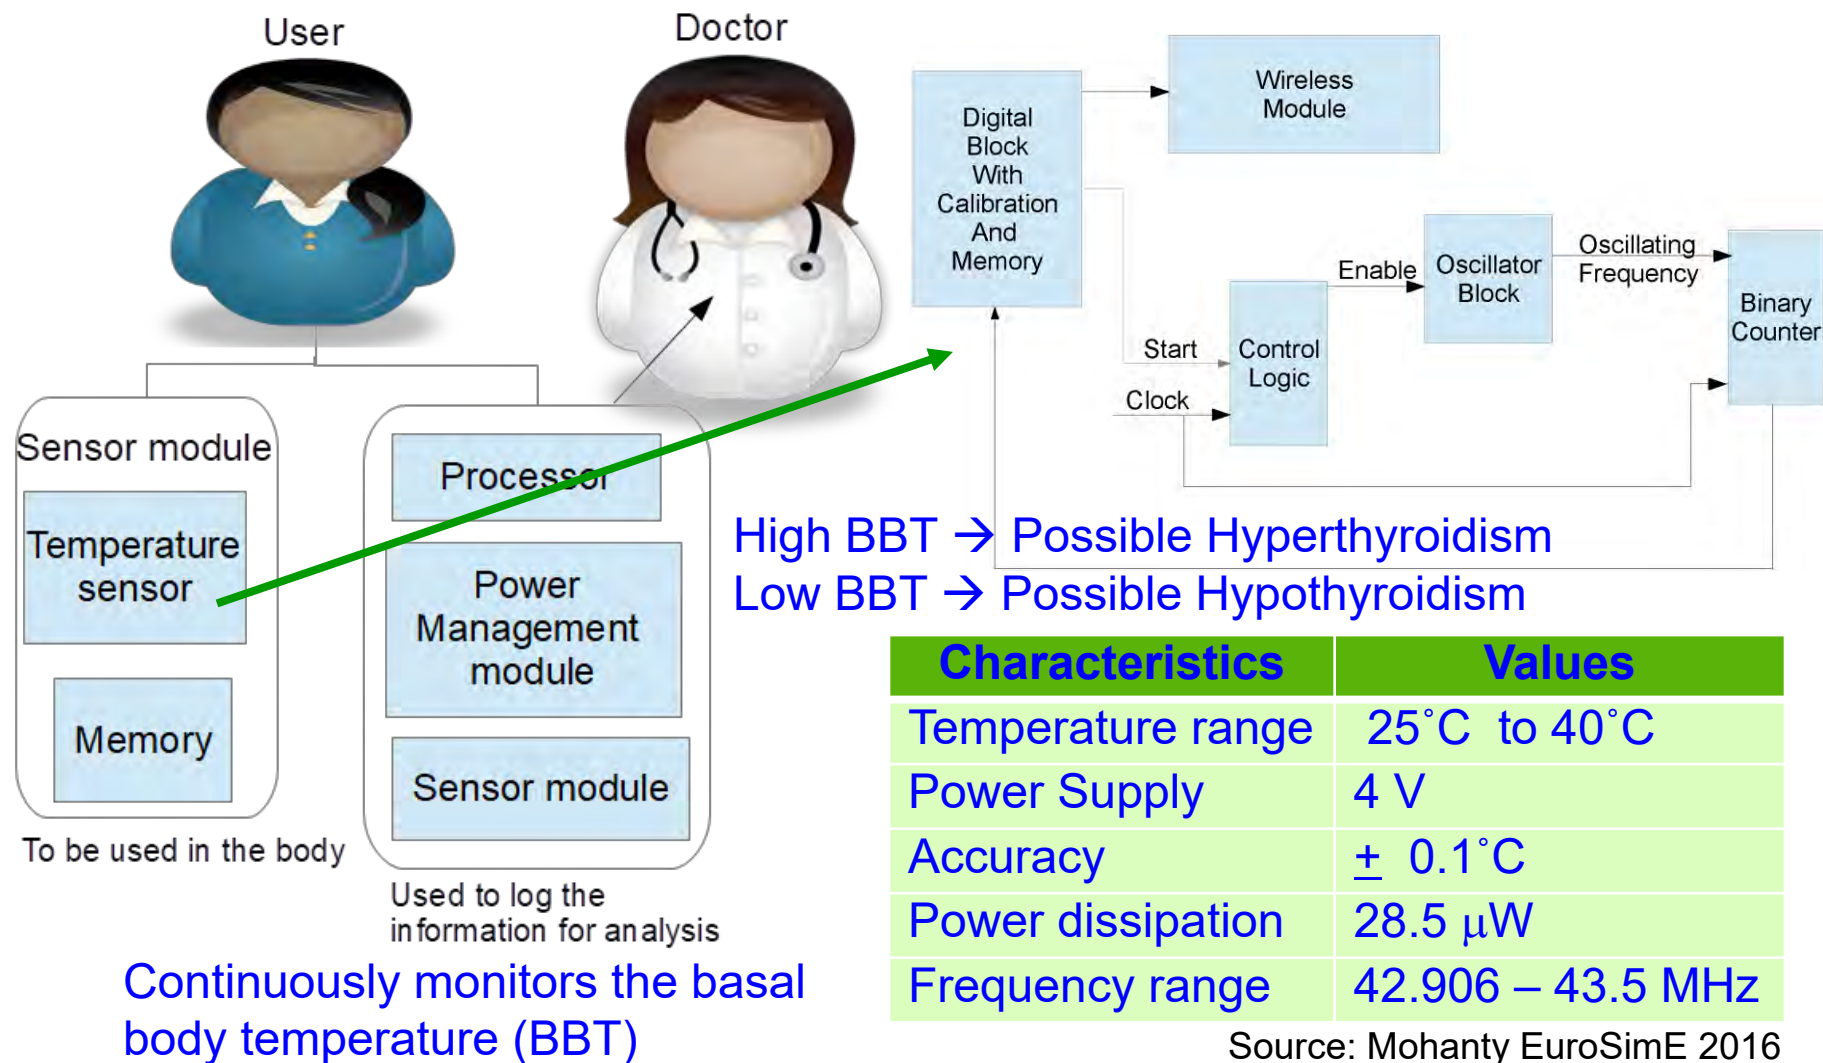 User
Doctor
Sensor module
Temperature
sensor
Memory
To be used in the body
Processor
Power
Management
module
Sensor module
Used to log the
information for analysis
Continuously monitors the basal
body temperature (BBT)
Digital
Block
With
Calibration
And
Memory
Wireless
Module
Start
Clock
Control
Logic
Enable
Oscillator
Block
Oscillating
Frequency
Binary
Counter
High BBT → Possible Hyperthyroidism
Low BBT → Possible Hypothyroidism
Characteristics Values
Temperature range 25˚C to 40˚C
Power Supply 4 V
Accuracy ± 0.1˚C
Power dissipation 28.5 μW
Frequency range 42.906 – 43.5 MHz
Source: Mohanty EuroSimE 2016